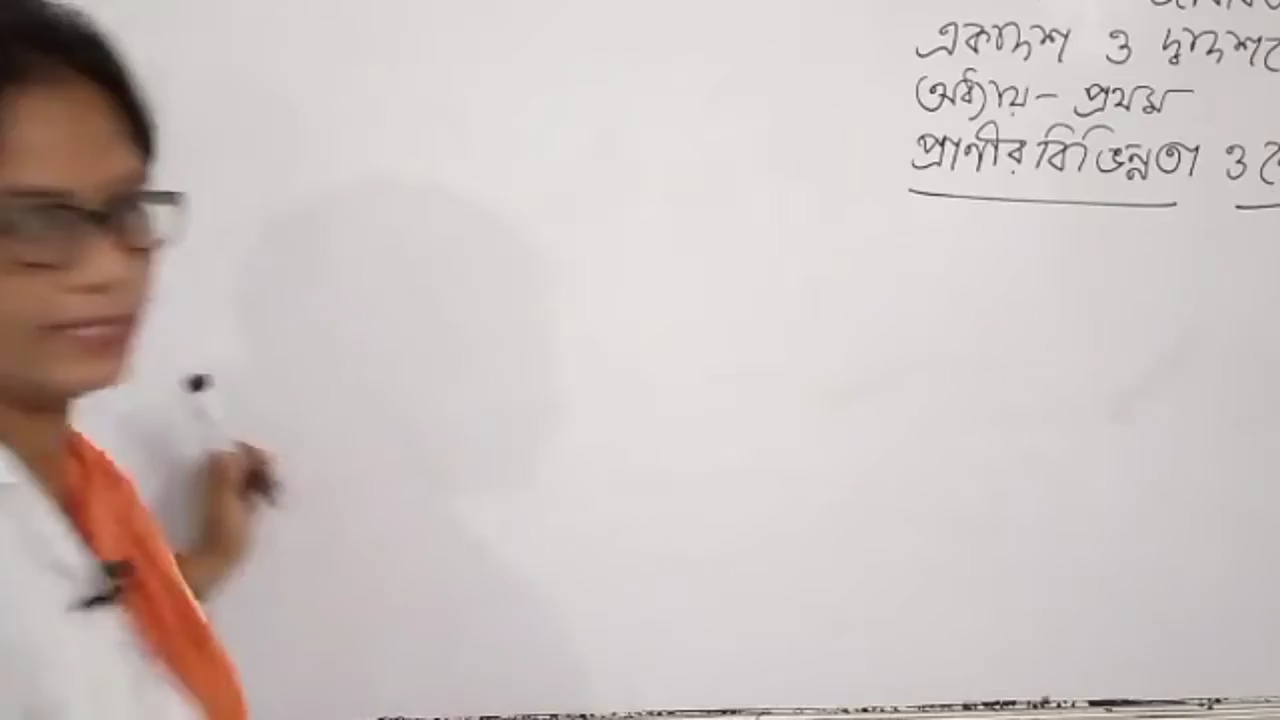 একাদশ ও দ্বাদশ
অধ্যায় - প্রথম
প্রাণীর বিভিন্নতা ও